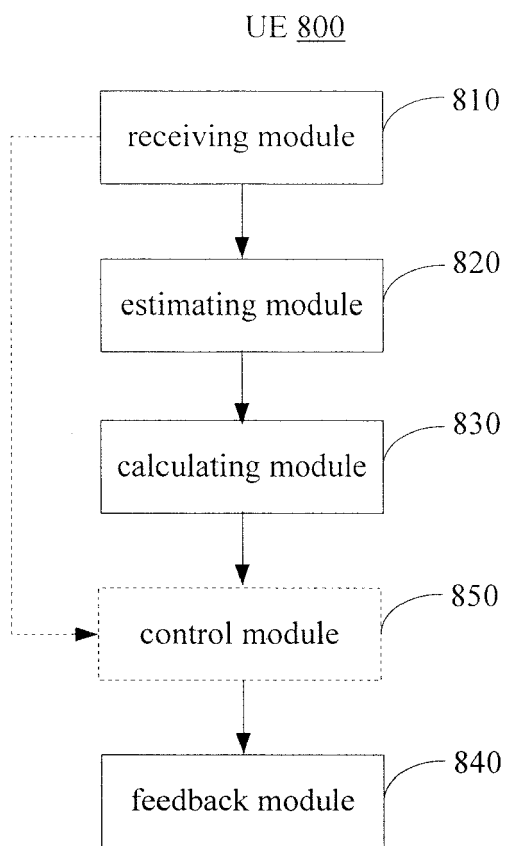 UE 800
receiving module
810
estimating module
820
calculating module
830
control module
850
feedback module
840